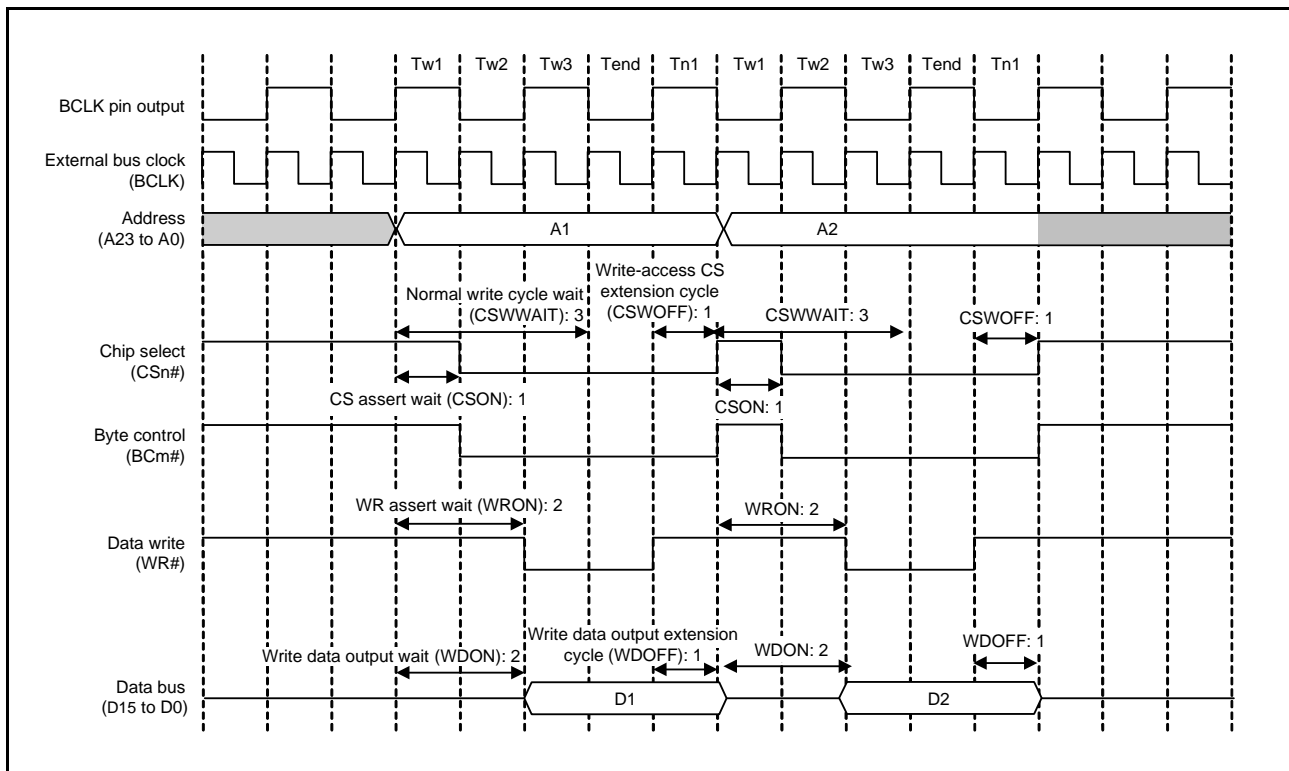 Tw1 Tw2 Tw3 Tend Tn1 Tw1 Tw2 Tw3 Tend Tn1
BCLK pin output
External bus clock
(BCLK)
Address
(A23 to A0)
A1 A2
Normal write cycle wait
(CSWWAIT): 3
Write-access CS
extension cycle
(CSWOFF): 1
CSWWAIT: 3
CSWOFF: 1
Chip select
(CSn#)
CS assert wait (CSON): 1
CSON: 1
Byte control
(BCm#)
WR assert wait (WRON): 2
WRON: 2
Data write
(WR#)
Write data output wait (WDON): 2
Write data output extension
cycle (WDOFF): 1
WDON: 2
WDOFF: 1
Data bus
(D15 to D0)
D1 D2